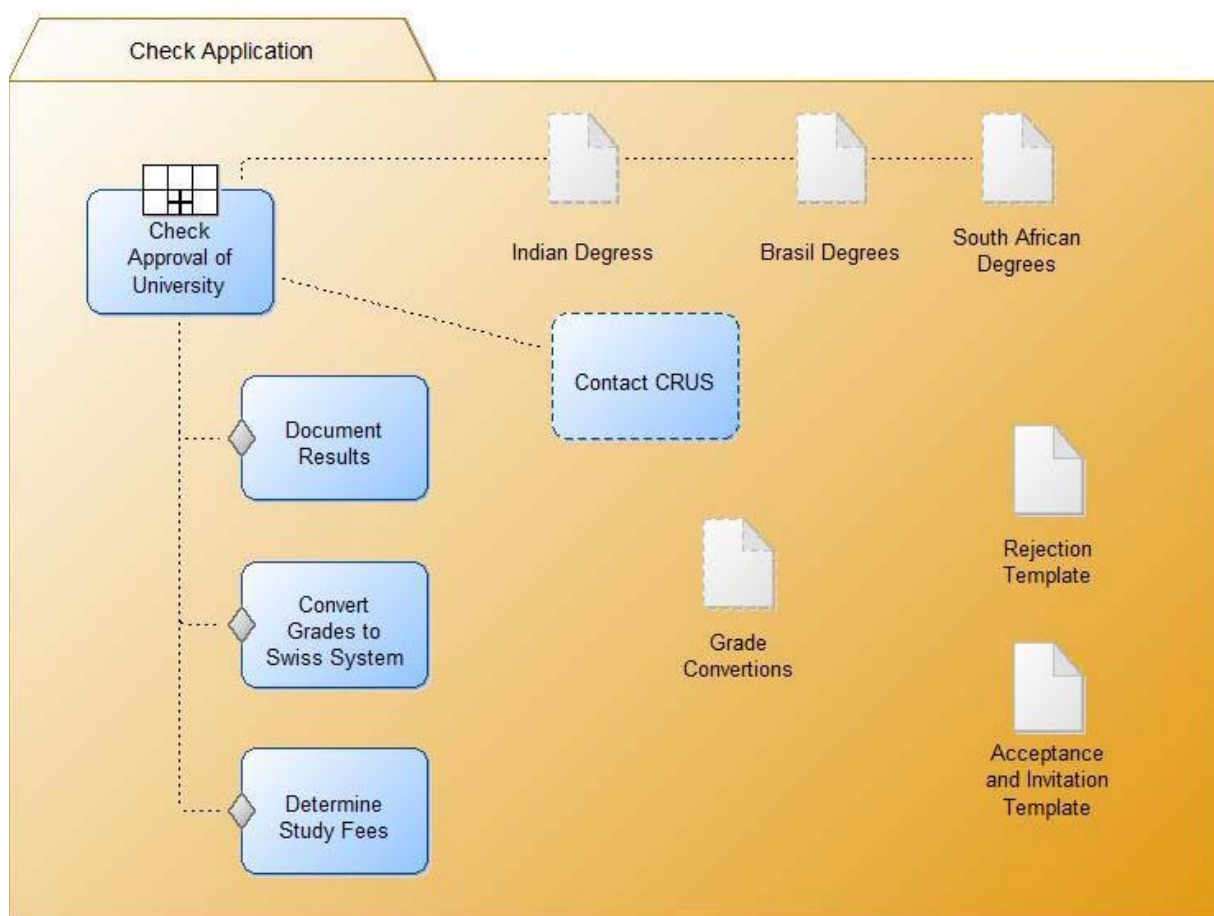 Check Application
Check
Approval of
University
Indian Degress
Brasil Degrees
South African
Degrees
Contact CRUS
Document
Results
Rejection
Template
Convert
Grades to
Swiss System
Grade
Convertions
Acceptance
and Invitation
Template
Determine
Study Fees